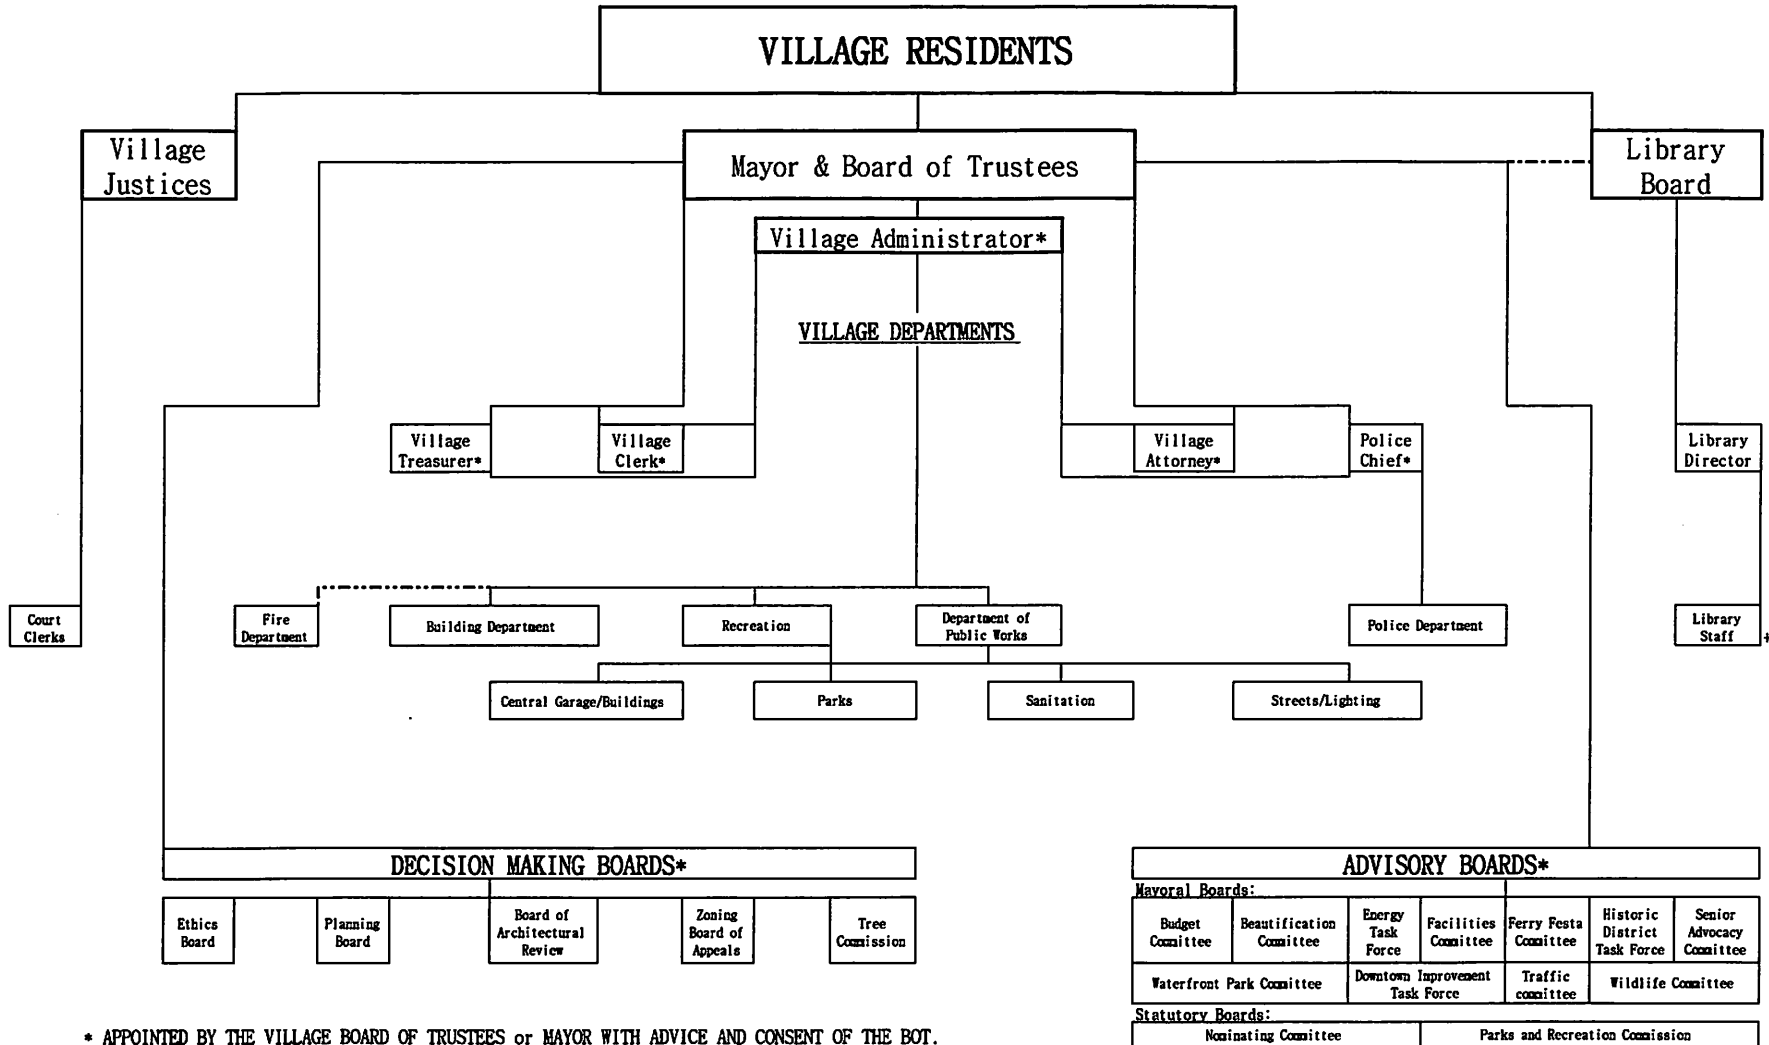 VILLAGE RESIDENTS
Village
Justices
Mayor & Board of Trustees
Library
Board
Village Administrator*
VILLAGE DEPARTMENTS
Village
Treasurer*
Village
Clerk*
Village
Attorney*
Police
Chief*
Library
Director
Court
Clerks
Fire
Department
Building Department
Recreation
Department of
Public Works
Police Department
Library
Staff
Central Garage/Buildings
Parks
Sanitation
Streets/Lighting
DECISION MAKING BOARDS*
Ethics
Board
Planning
Board
Board of
Architectural
Review
Zoning
Board of
Appeals
Tree
Commission
ADVISORY BOARDS*
Mayoral Boards:
Budget
Committee
Beautification
Committee
Energy
Task
Force
Facilities
Committee
Ferry Festa
Committee
Historic
District
Task Force
Senior
Advocacy
Committee
Waterfront Park Committee
Downtown Improvement
Task Force
Traffic
committee
Wildlife Committee
Statutory Boards:
Nominating Committee
Parks and Recreation Commission
* APPOINTED BY THE VILLAGE BOARD OF TRUSTEES or MAYOR WITH ADVICE AND CONSENT OF THE BOT.